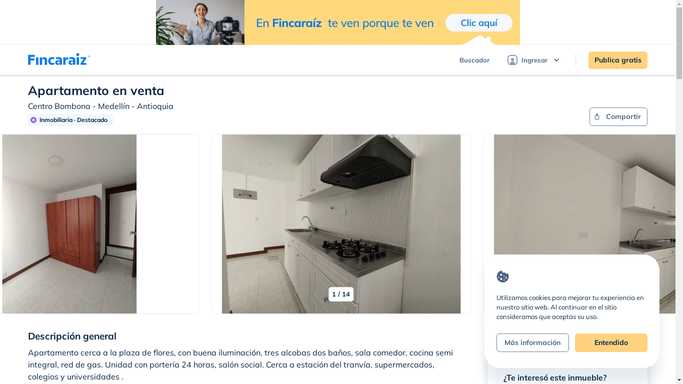 En Fincaraíz te ven porque te ven
Clic aquí
Fincaraiz
Buscador
Ingresar
Publica gratis
Apartamento en venta
Centro Bombona - Medellín - Antioquia
Inmobiliaria · Destacado
Compartir
1 / 14
Utilizamos cookies para mejorar tu experiencia en
nuestro sitio web. Al continuar en el sitio
consideramos que aceptas su uso.
Más información
Entendido
Descripción general
Apartamento cerca a la plaza de flores, con buena iluminación, tres alcobas dos baños, sala comedor, cocina semi
integral, red de gas. Unidad con portería 24 horas, salón social. Cerca a estación del tranvía, supermercados,
colegios y universidades .
¿Te interesó este inmueble?